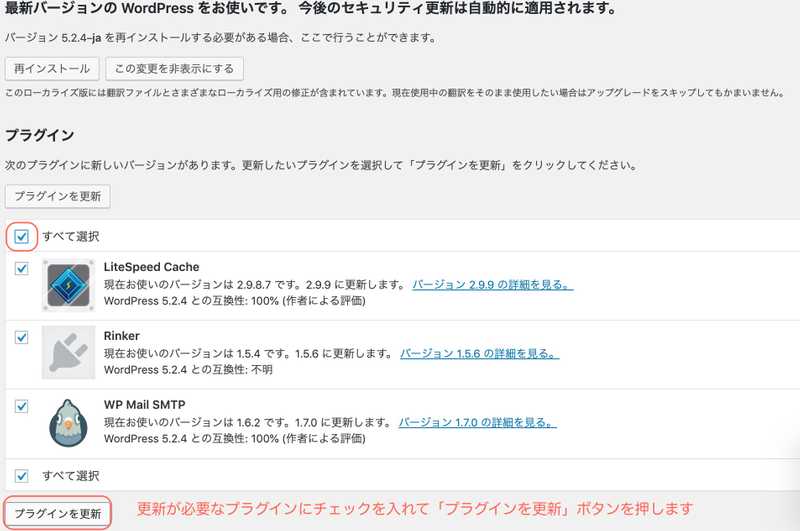 最新バージョンの WordPress をお使いです。 今後のセキュリティ更新は自動的に適用されます。
バージョン 5.2.4–ja を再インストールする必要がある場合、ここで行うことができます。
再インストール
この変更を非表示にする
このローカライズ版には翻訳ファイルとさまざまなローカライズ用の修正が含まれています。現在使用中の翻訳をそのまま使用したい場合はアップグレードをスキップしてもかまいません。
プラグイン
次のプラグインに新しいバージョンがあります。更新したいプラグインを選択して「プラグインを更新」をクリックしてください。
プラグインを更新
すべて選択
LiteSpeed Cache
現在お使いのバージョンは 2.9.8.7 です。2.9.9 に更新します。 バージョン 2.9.9 の詳細を見る。
WordPress 5.2.4 との互換性: 100% (作者による評価)
Rinker
現在お使いのバージョンは 1.5.4 です。1.5.6 に更新します。 バージョン 1.5.6 の詳細を見る。
WordPress 5.2.4 との互換性: 不明
WP Mail SMTP
現在お使いのバージョンは 1.6.2 です。1.7.0 に更新します。 バージョン 1.7.0 の詳細を見る。
WordPress 5.2.4 との互換性: 100% (作者による評価)
すべて選択
プラグインを更新
更新が必要なプラグインにチェックを入れて「プラグインを更新」ボタンを押します